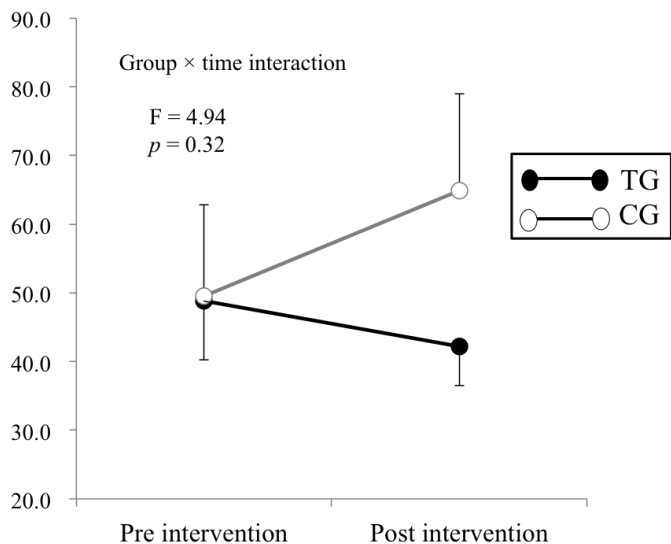 90.0
Group × time interaction
80.0
F = 4.94
p = 0.32
70.0
TG
CG
60.0
50.0
40.0
30.0
20.0
Pre intervention
Post intervention